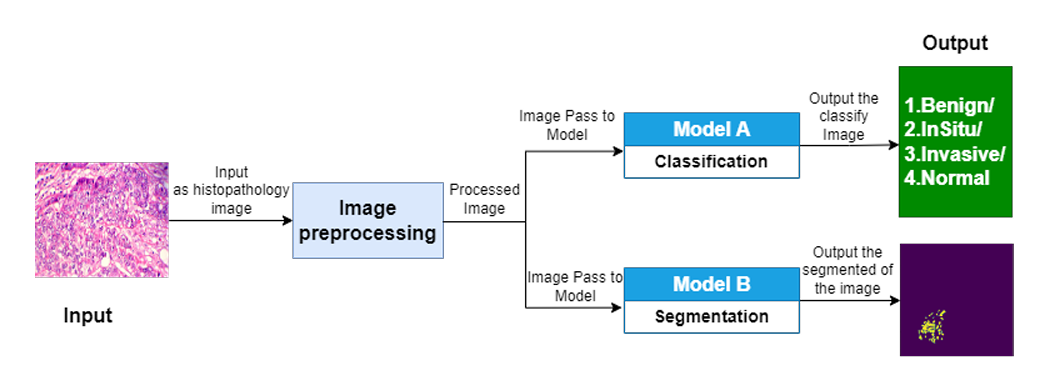 Input
as histopathology
image
Input
Image
preprocessing
Processed
Image
Image Pass to
Model
Model A
Classification
Output the
classify
Image
Output
1.Benign/
2.InSitu/
3.Invasive/
4.Normal
Image Pass to
Model
Model B
Segmentation
Output the
segmented of
the image